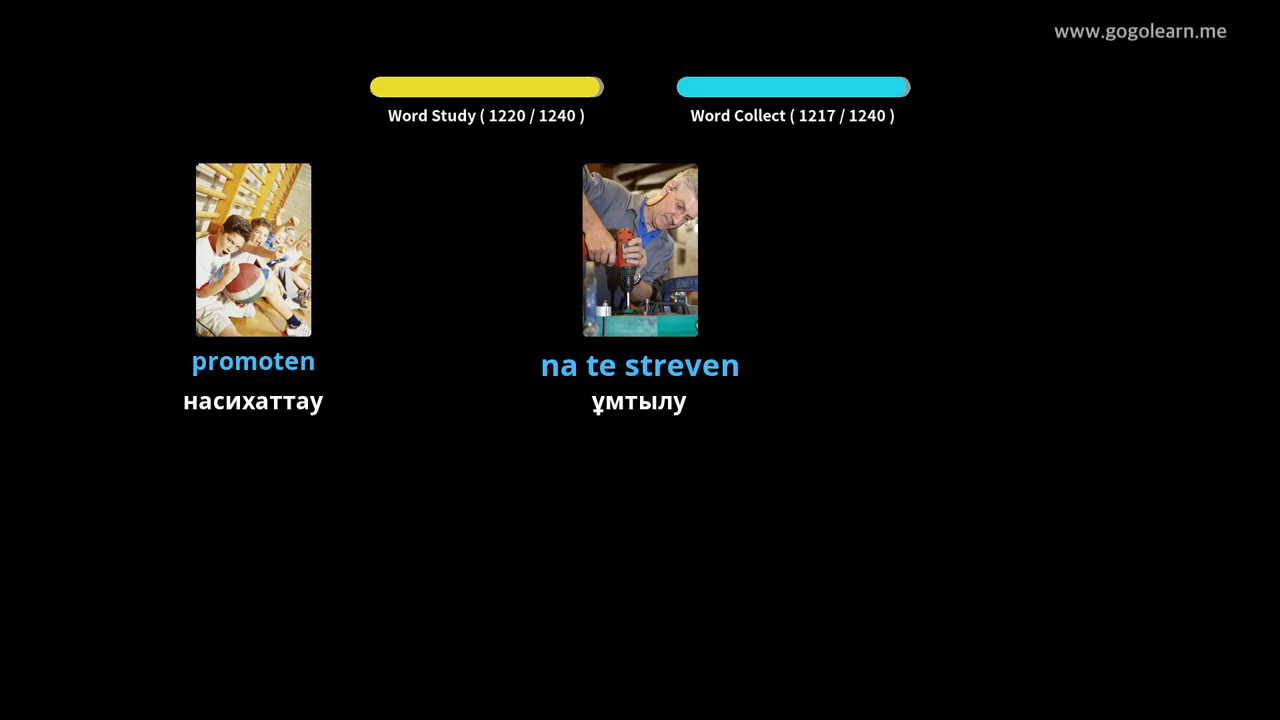 www.gogolearn.me
Word Study ( 1220 / 1240 )
Word Collect ( 1217 / 1240 )
promoten
насихаттау
na te streven
ұмтылу